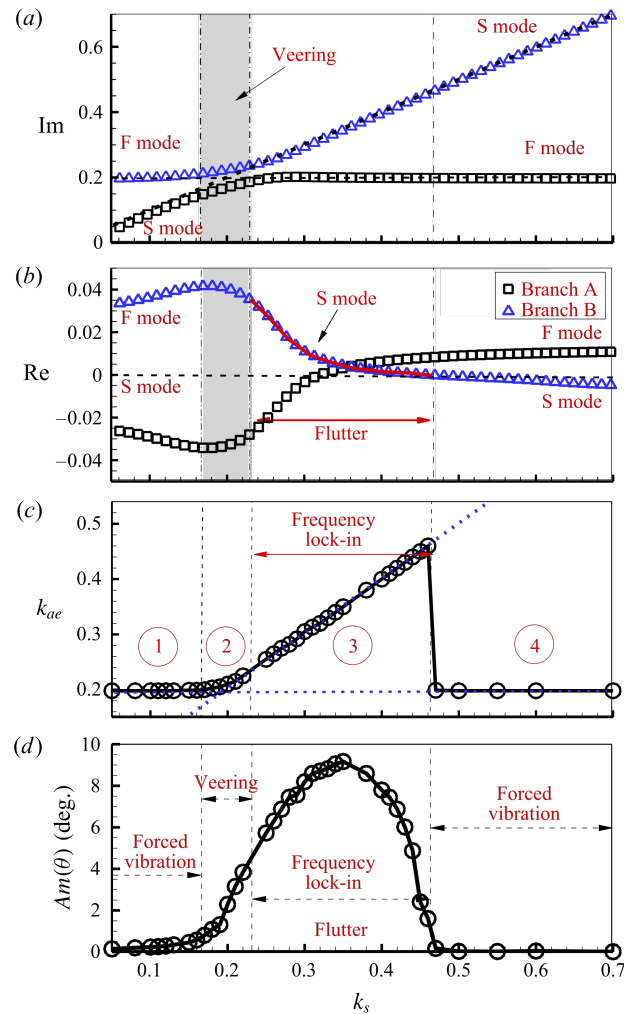 (a)
S mode
0.6
Veering
Im
0.4
F mode
F mode
0.2
S mode
0
(b)
Branch A
Branch B
0.04
S mode
F mode
F mode
0.02
Re
0
S mode
S mode
−0.02
Flutter
−0.04
(c)
0.5
Frequency
lock-in
0.4
kae
1 2 3 4
0.3
0.2
(d)
10
Veering
8
Forced
vibration
6
Am(θ) (deg.)
Forced
vibration
4
Frequency
lock-in
2
Flutter
0
0.1 0.2 0.3 0.4 0.5 0.6 0.7
ks